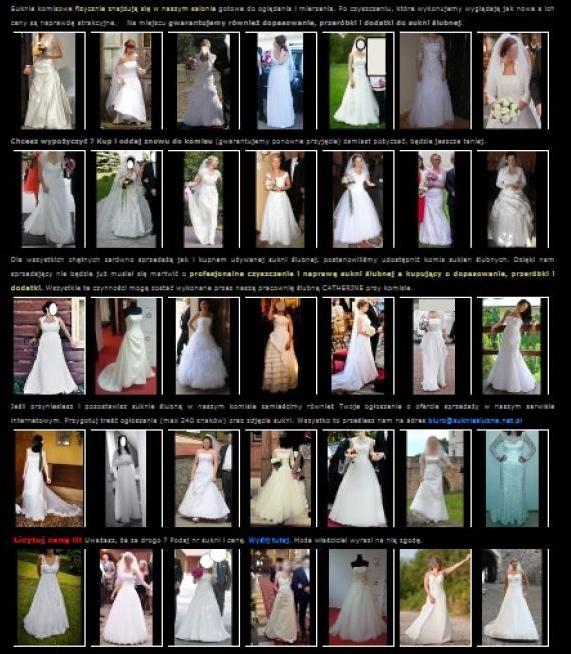 Suknie komisowe fizycznie znajdują się w naszym salonie gotowe do oglądania i mierzenia. Po czyszczeniu, które wykonujemy wyglądają jak nowe a ich
ceny są naprawdę atrakcyjne. Na miejscu gwarantujemy również dopasowanie, przeróbki i dodatki do sukni ślubnej.
Chcesz wypożyczyć ? Kup i oddaj znowu do komisu (gwarantujemy ponowne przyjęcie) zamiast pożyczać, będzie jeszcze taniej.
Dla wszystkich chętnych zarówno sprzedażą jak i kupnem używanej sukni ślubnej, postanowiliśmy udostępnić komis sukien ślubnych. Dzięki nam
sprzedający nie będzie już musiał się martwić o profesjonalne czyszczenie i naprawę sukni ślubnej a kupujący o dopasowanie, przeróbki i
dodatki. Wszystkie te czynności mogą zostać wykonane przez naszą pracownię ślubną CATHERINE przy komisie.
Jeśli przyniesiesz i pozostawisz suknie ślubną w naszym komisie zamieścimy również Twoje ogłoszenie o ofercie sprzedaży w naszym serwisie
internetowym. Przygotuj treść ogłoszenia (max 240 znaków) oraz zdjęcie sukni. Wszystko to prześlesz nam na adres biuro@suknieslubne.net.pl
Licytuj cenę !!! Uważasz, że za drogo ? Podaj nr sukni i cenę. Wyślij tutaj. Może właściciel wyrazi na nią zgodę.